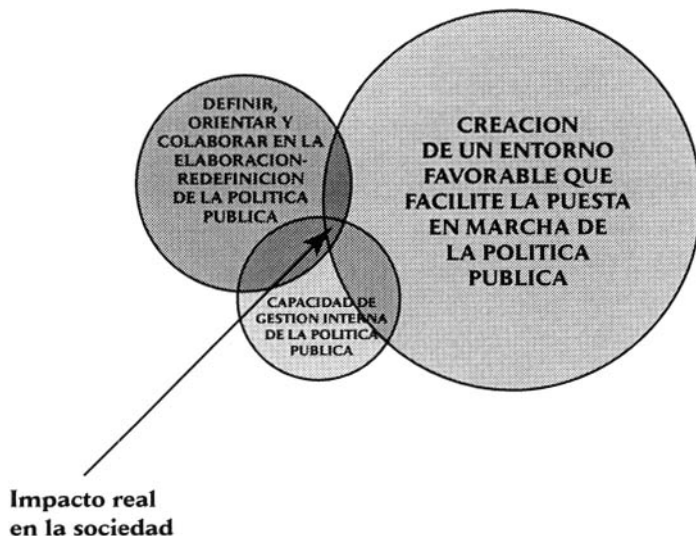 DEFINIR,
ORIENTAR Y
COLABORAR EN LA
ELABORACION-
REDEFINICION
DE LA POLITICA
PUBLICA
CREACION
DE UN ENTORNO
FAVORABLE QUE
FACILITE LA PUESTA
EN MARCHA DE
LA POLITICA
PUBLICA
CAPACIDAD DE
GESTION INTERNA
DE LA POLITICA
PUBLICA
Impacto real
en la sociedad